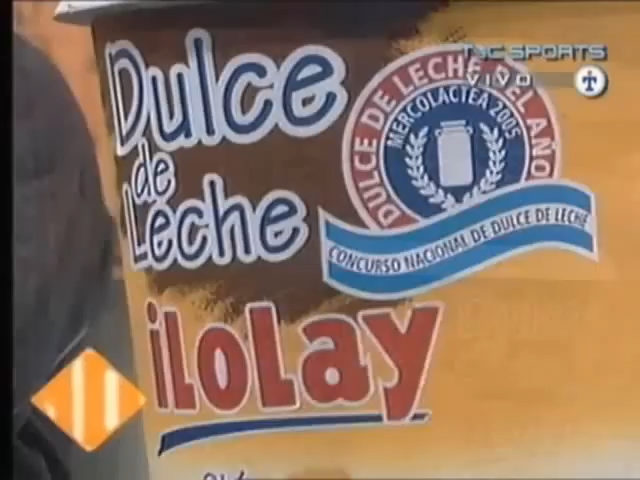 TyC SPORTS
VIVO
Dulce
de
Leche
DULCE DE LECHE DEL AÑO
MERCOLACTEA 2005
CONCURSO NACIONAL DE DULCE DE LECHE
iLoLay